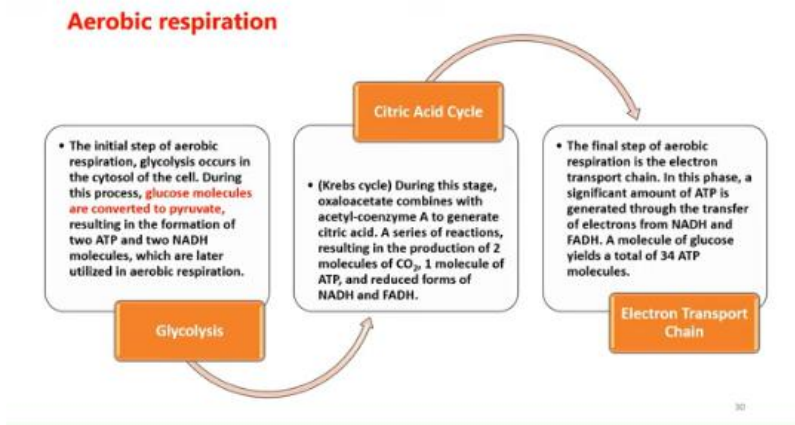 Aerobic respiration
• The initial step of aerobic
respiration, glycolysis occurs in
the cytosol of the cell. During
this process, glucose molecules
are converted to pyruvate,
resulting in the formation of
two ATP and two NADH
molecules, which are later
utilized in aerobic respiration.
Glycolysis
Citric Acid Cycle
• (Krebs cycle) During this stage,
oxaloacetate combines with
acetyl-coenzyme A to generate
citric acid. A series of reactions,
resulting in the production of 2
molecules of CO₂, 1 molecule of
ATP, and reduced forms of
NADH and FADH.
• The final step of aerobic
respiration is the electron
transport chain. In this phase, a
significant amount of ATP is
generated through the transfer
of electrons from NADH and
FADH. A molecule of glucose
yields a total of 34 ATP
molecules.
Electron Transport
Chain
30